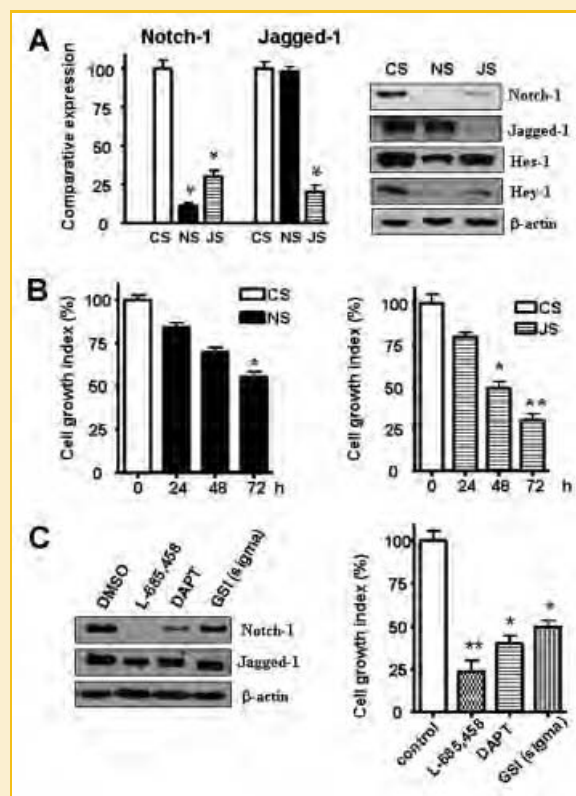 A
Notch-1 Jagged-1
Comparative expression
100
75
50
25
0
* * *
CS NS JS CS NS JS
CS NS JS
Notch-1
Jagged-1
Hes-1
Hey-1
β-actin
B
Cell growth index (%)
100
75
50
25
0
CS
NS
*
0 24 48 72 h
Cell growth index (%)
100
75
50
25
0
CS
JS
*
**
0 24 48 72 h
C
DMSO
L-685,458
DAPT
GSI (sigma)
Notch-1
Jagged-1
β-actin
Cell growth index (%)
100
75
50
25
0
** * *
control
L-685,458
DAPT
GSI (sigma)